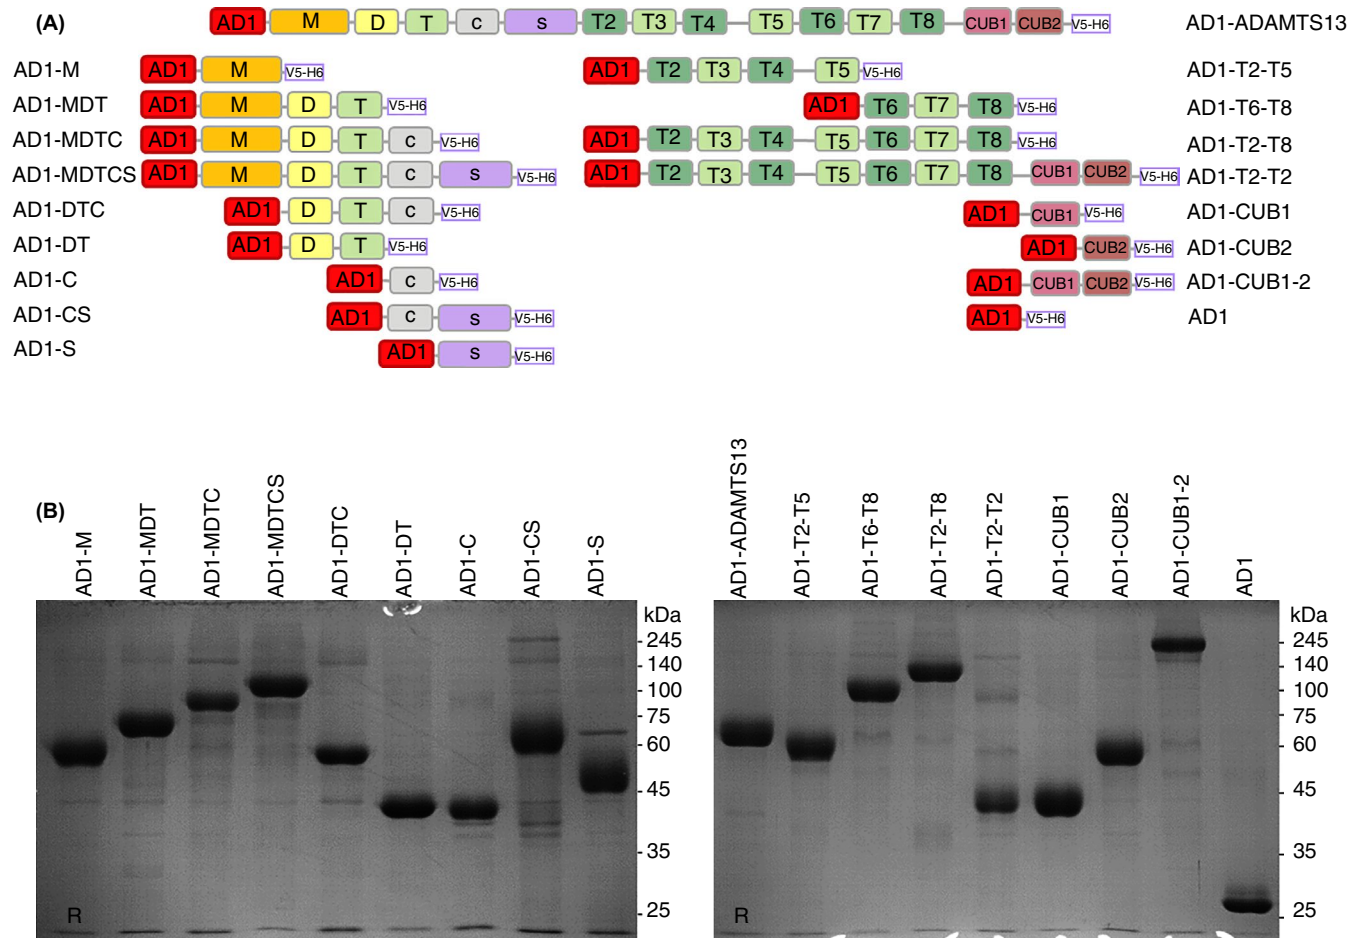 (A) AD1 M D T c s T2 T3 T4 T5 T6 T7 T8 CUB1 CUB2 V5-H6 AD1-ADAMTS13
AD1-M AD1 M V5-H6 AD1 T2 T3 T4 T5 V5-H6 AD1-T2-T5
AD1-MDT AD1 M D T V5-H6 AD1 T6 T7 T8 V5-H6 AD1-T6-T8
AD1-MDTC AD1 M D T c V5-H6 AD1 T2 T3 T4 T5 T6 T7 T8 V5-H6 AD1-T2-T8
AD1-MDTCS AD1 M D T c s V5-H6 AD1 T2 T3 T4 T5 T6 T7 T8 CUB1 CUB2 V5-H6 AD1-T2-T2
AD1-DTC AD1 D T c V5-H6 AD1 CUB1 V5-H6 AD1-CUB1
AD1-DT AD1 D T V5-H6 AD1 CUB2 V5-H6 AD1-CUB2
AD1-C AD1 c V5-H6 AD1 CUB1 CUB2 V5-H6 AD1-CUB1-2
AD1-CS AD1 c s V5-H6 AD1 V5-H6 AD1
AD1-S AD1 s V5-H6
(B)
AD1-M
AD1-MDT
AD1-MDTC
AD1-MDTCS
AD1-DTC
AD1-DT
AD1-C
AD1-CS
AD1-S
kDa
245
140
100
75
60
45
35
25
R
AD1-ADAMTS13
AD1-T2-T5
AD1-T6-T8
AD1-T2-T8
AD1-T2-T2
AD1-CUB1
AD1-CUB2
AD1-CUB1-2
AD1
kDa
245
140
100
75
60
45
35
25
R